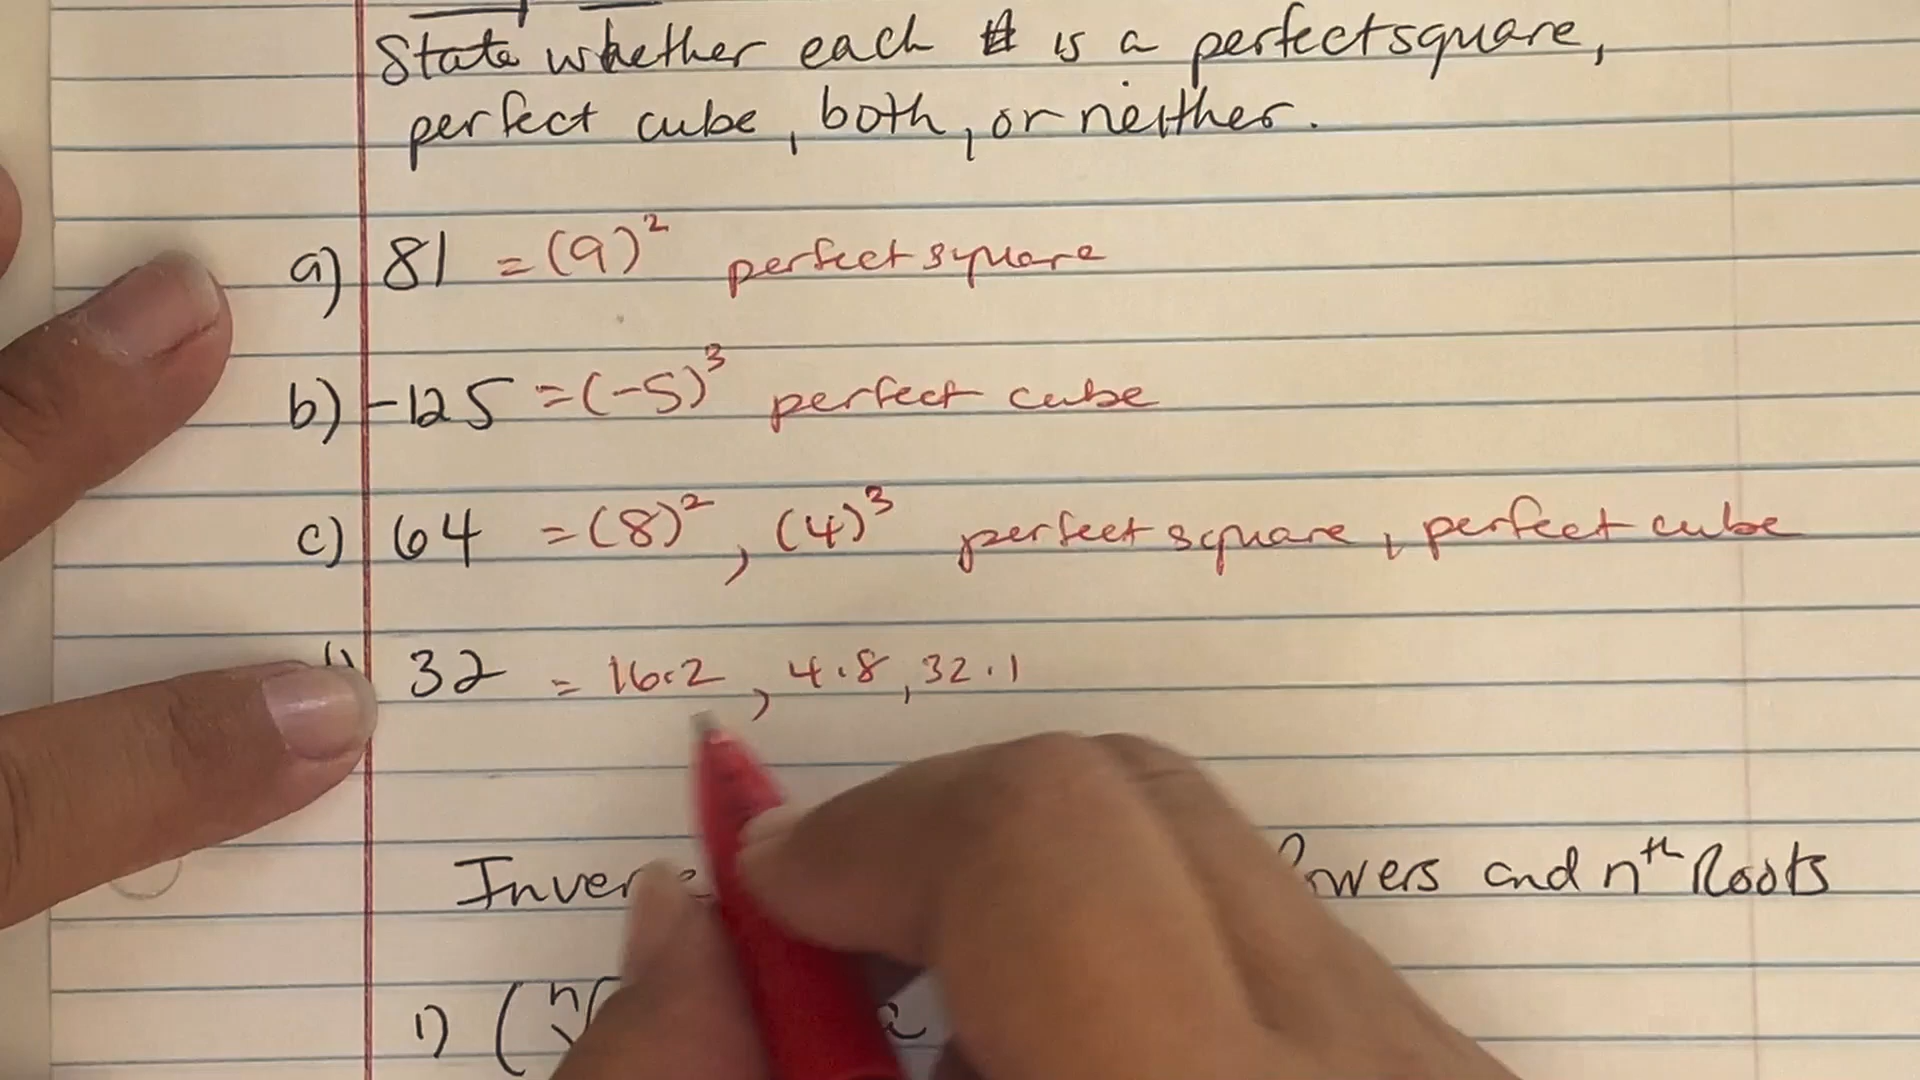 State whether each # is a perfect square,
perfect cube, both, or neither.
a) 81 = (9)² perfect square
b) -125 = (-5)³ perfect cube
c) 64 = (8)², (4)³ perfect square, perfect cube
32 = 16·2, 4·8, 32·1
and nth Roots
1) (